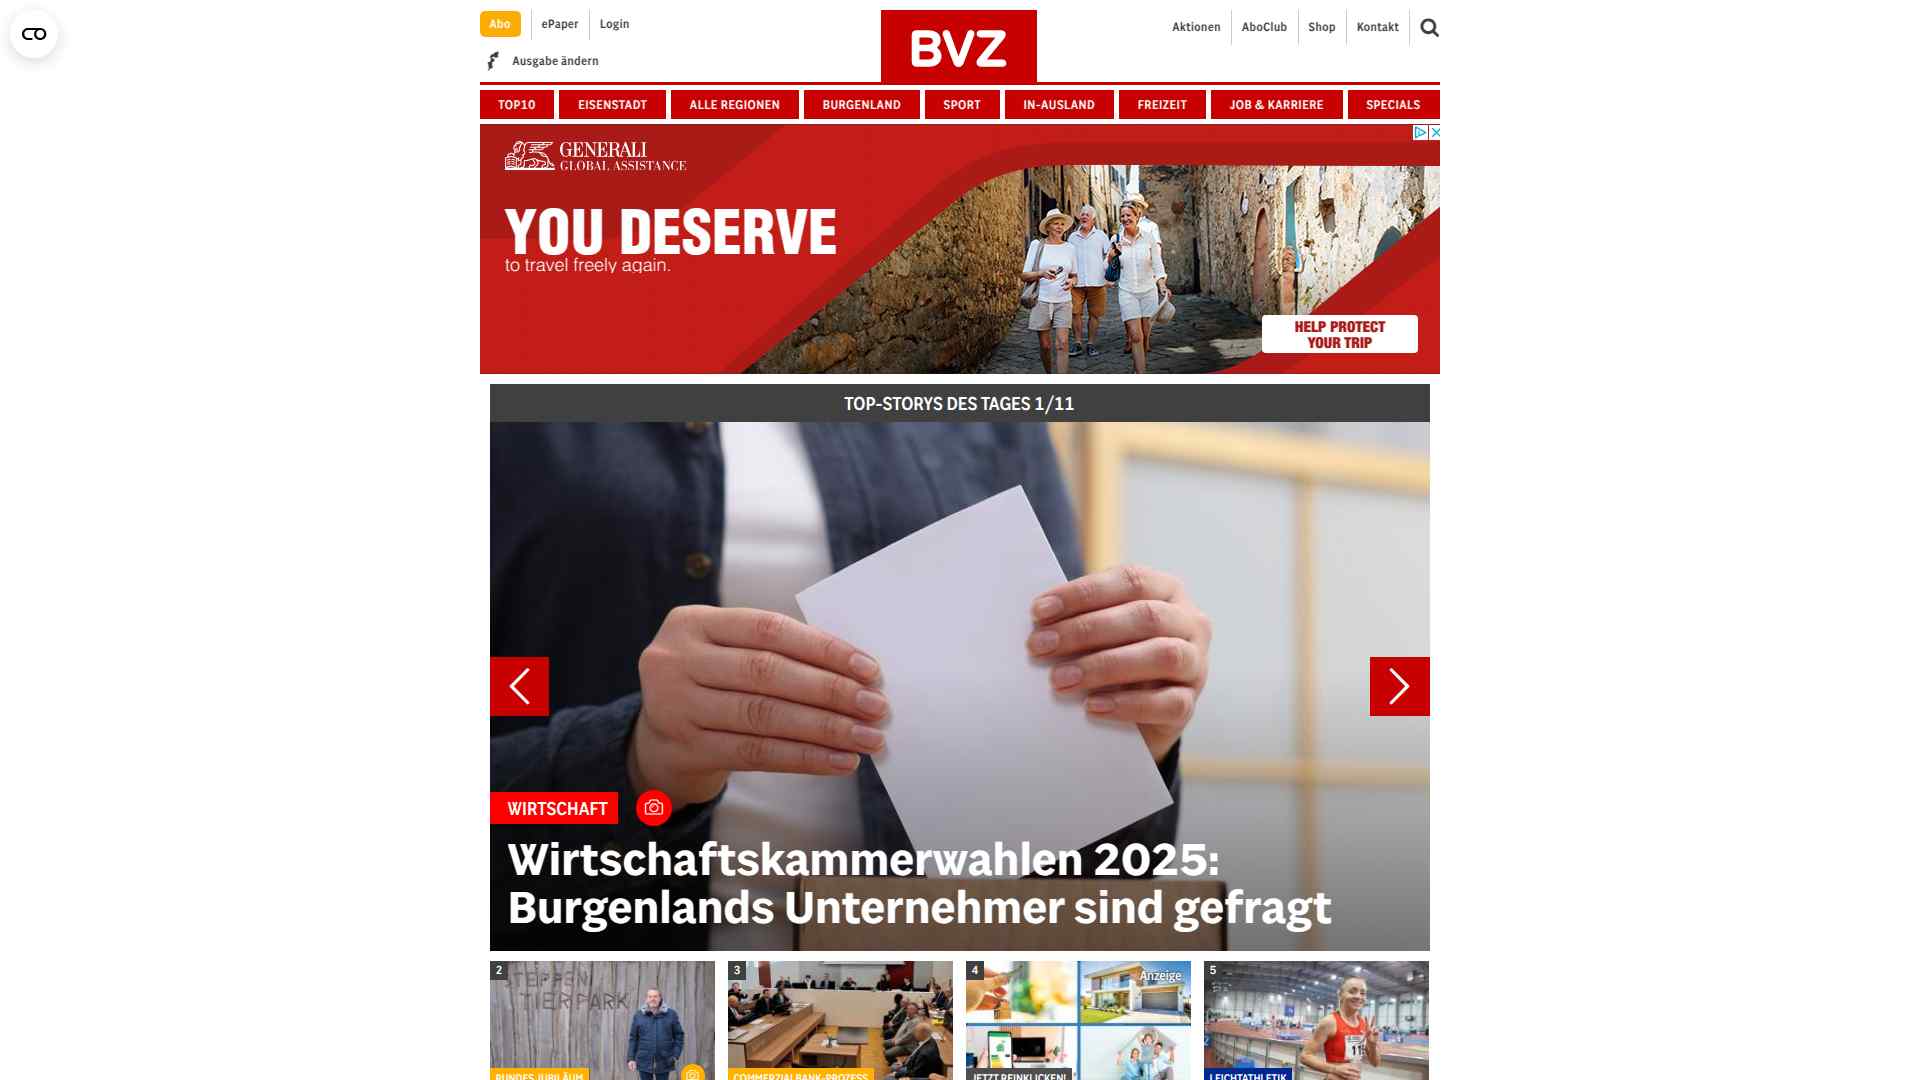 Abo
ePaper
Login
Ausgabe ändern
BVZ
Aktionen
AboClub
Shop
Kontakt
TOP10
EISENSTADT
ALLE REGIONEN
BURGENLAND
SPORT
IN-AUSLAND
FREIZEIT
JOB & KARRIERE
SPECIALS
GENERALI
GLOBAL ASSISTANCE
YOU DESERVE
to travel freely again.
HELP PROTECT
YOUR TRIP
TOP-STORYS DES TAGES 1/11
WIRTSCHAFT
Wirtschaftskammerwahlen 2025:
Burgenlands Unternehmer sind gefragt
2
STEPPEN
TIERPARK
RUNDES JUBILÄUM
3
COMMERZIALBANK-PROZESS
4
Anzeige
JETZT REINKLICKEN!
5
LEICHTATHLETIK